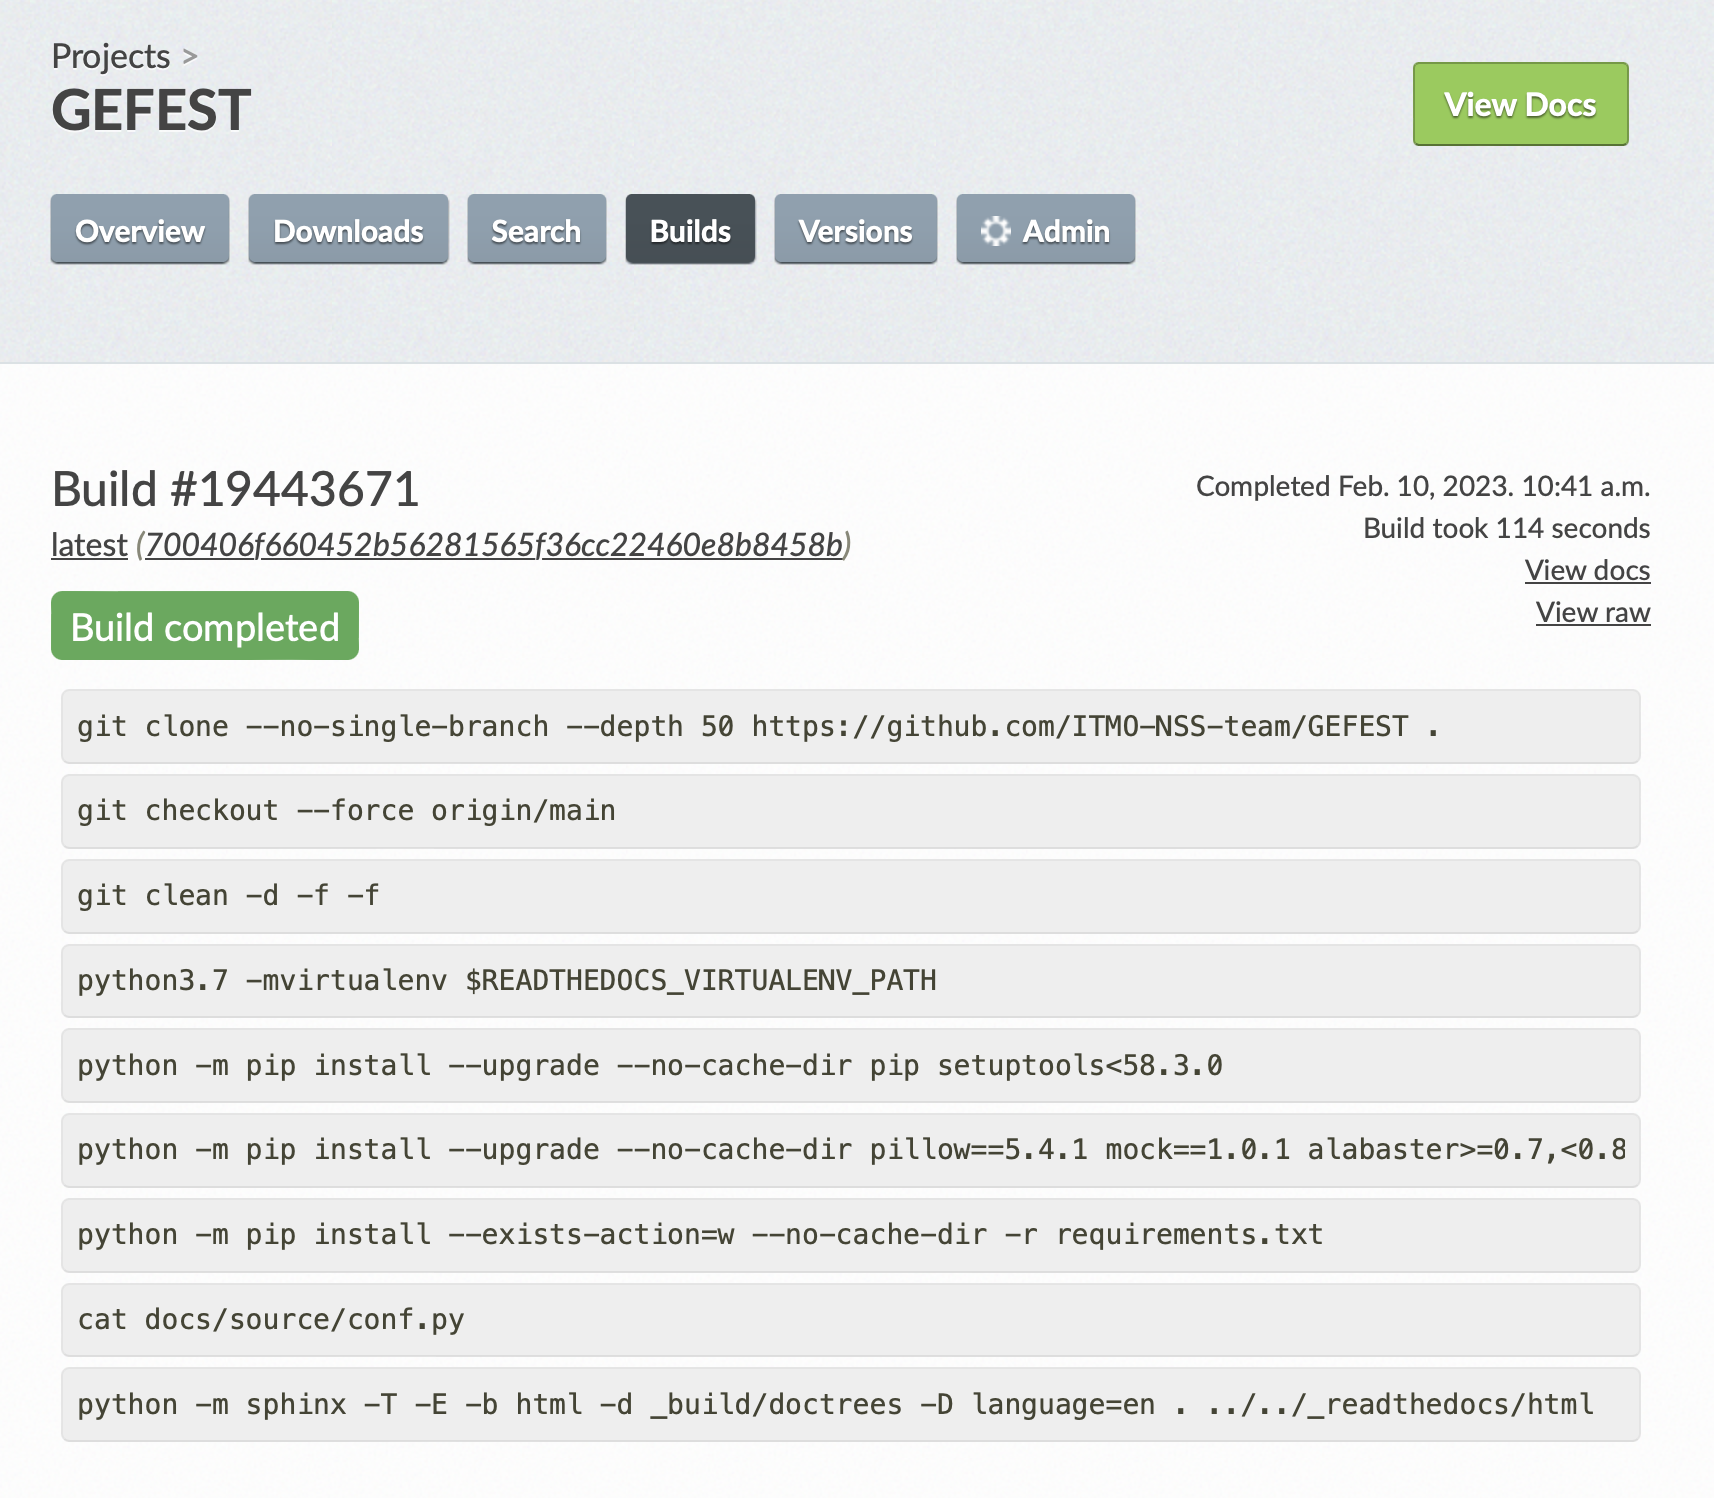 Projects >
GEFEST
View Docs
Overview Downloads Search Builds Versions Admin
Build #19443671
latest (700406f660452b56281565f36cc22460e8b8458b)
Completed Feb. 10, 2023. 10:41 a.m.
Build took 114 seconds
View docs
View raw
Build completed
git clone --no-single-branch --depth 50 https://github.com/ITMO-NSS-team/GEFEST .
git checkout --force origin/main
git clean -d -f -f
python3.7 -mvirtualenv $READTHEDOCS_VIRTUALENV_PATH
python -m pip install --upgrade --no-cache-dir pip setuptools<58.3.0
python -m pip install --upgrade --no-cache-dir pillow==5.4.1 mock==1.0.1 alabaster>=0.7,<0.8
python -m pip install --exists-action=w --no-cache-dir -r requirements.txt
cat docs/source/conf.py
python -m sphinx -T -E -b html -d _build/doctrees -D language=en . ../../_readthedocs/html